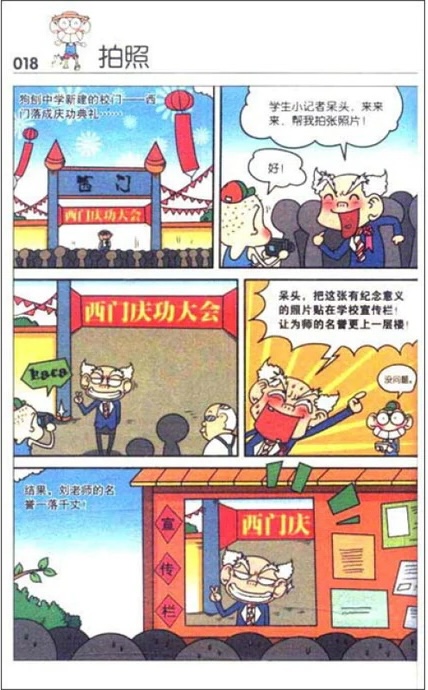 018
拍照
狗刨中学新建的校门——西
门落成庆功典礼……
西门
西门庆功大会
学生小记者呆头，来来
来，帮我拍张照片！
好！
西门庆功大会
kaca
呆头，把这张有纪念意义
的照片贴在学校宣传栏！
让为师的名誉更上一层楼！
没问题。
结果，刘老师的名
誉一落千丈！
宣
传
栏
西门庆